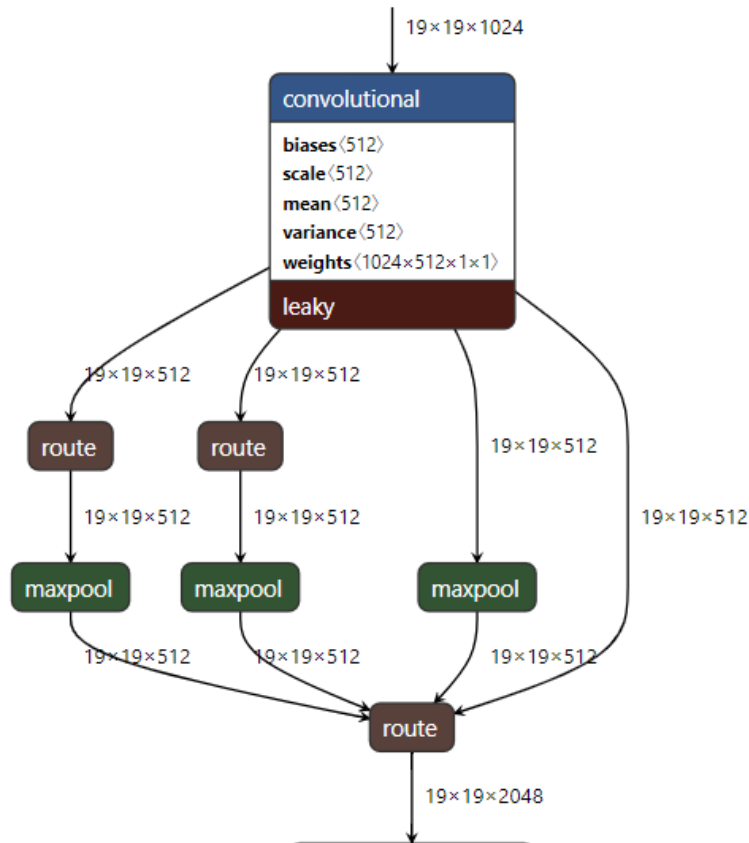 19×19×1024
convolutional
biases〈512〉
scale〈512〉
mean〈512〉
variance〈512〉
weights〈1024×512×1×1〉
leaky
19×19×512
19×19×512
route
route
19×19×512
19×19×512
19×19×512
19×19×512
maxpool
maxpool
maxpool
19×19×512
19×19×512
19×19×512
route
19×19×2048